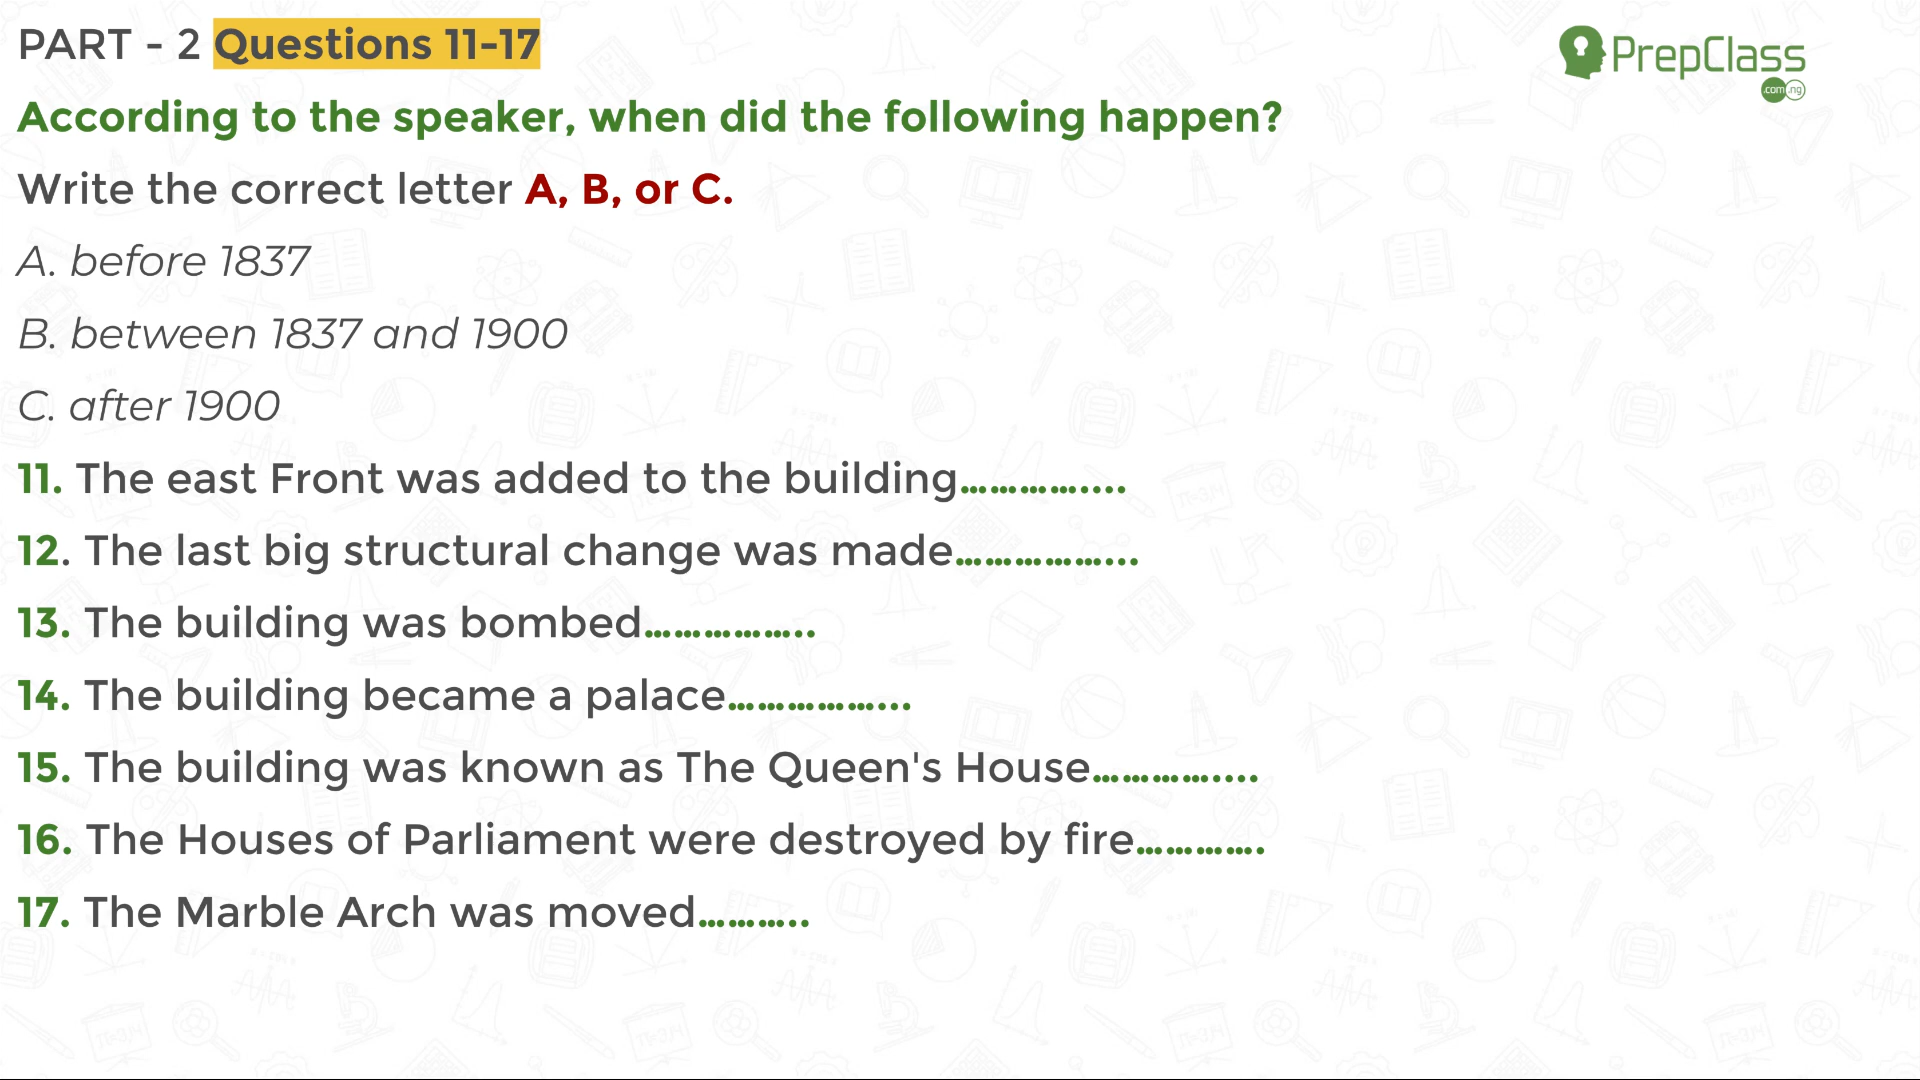 PART - 2 Questions 11-17
PrepClass
.com .ng
According to the speaker, when did the following happen?
Write the correct letter A, B, or C.
A. before 1837
B. between 1837 and 1900
C. after 1900
11. The east Front was added to the building................
12. The last big structural change was made..................
13. The building was bombed.................
14. The building became a palace..................
15. The building was known as The Queen's House................
16. The Houses of Parliament were destroyed by fire.............
17. The Marble Arch was moved...........